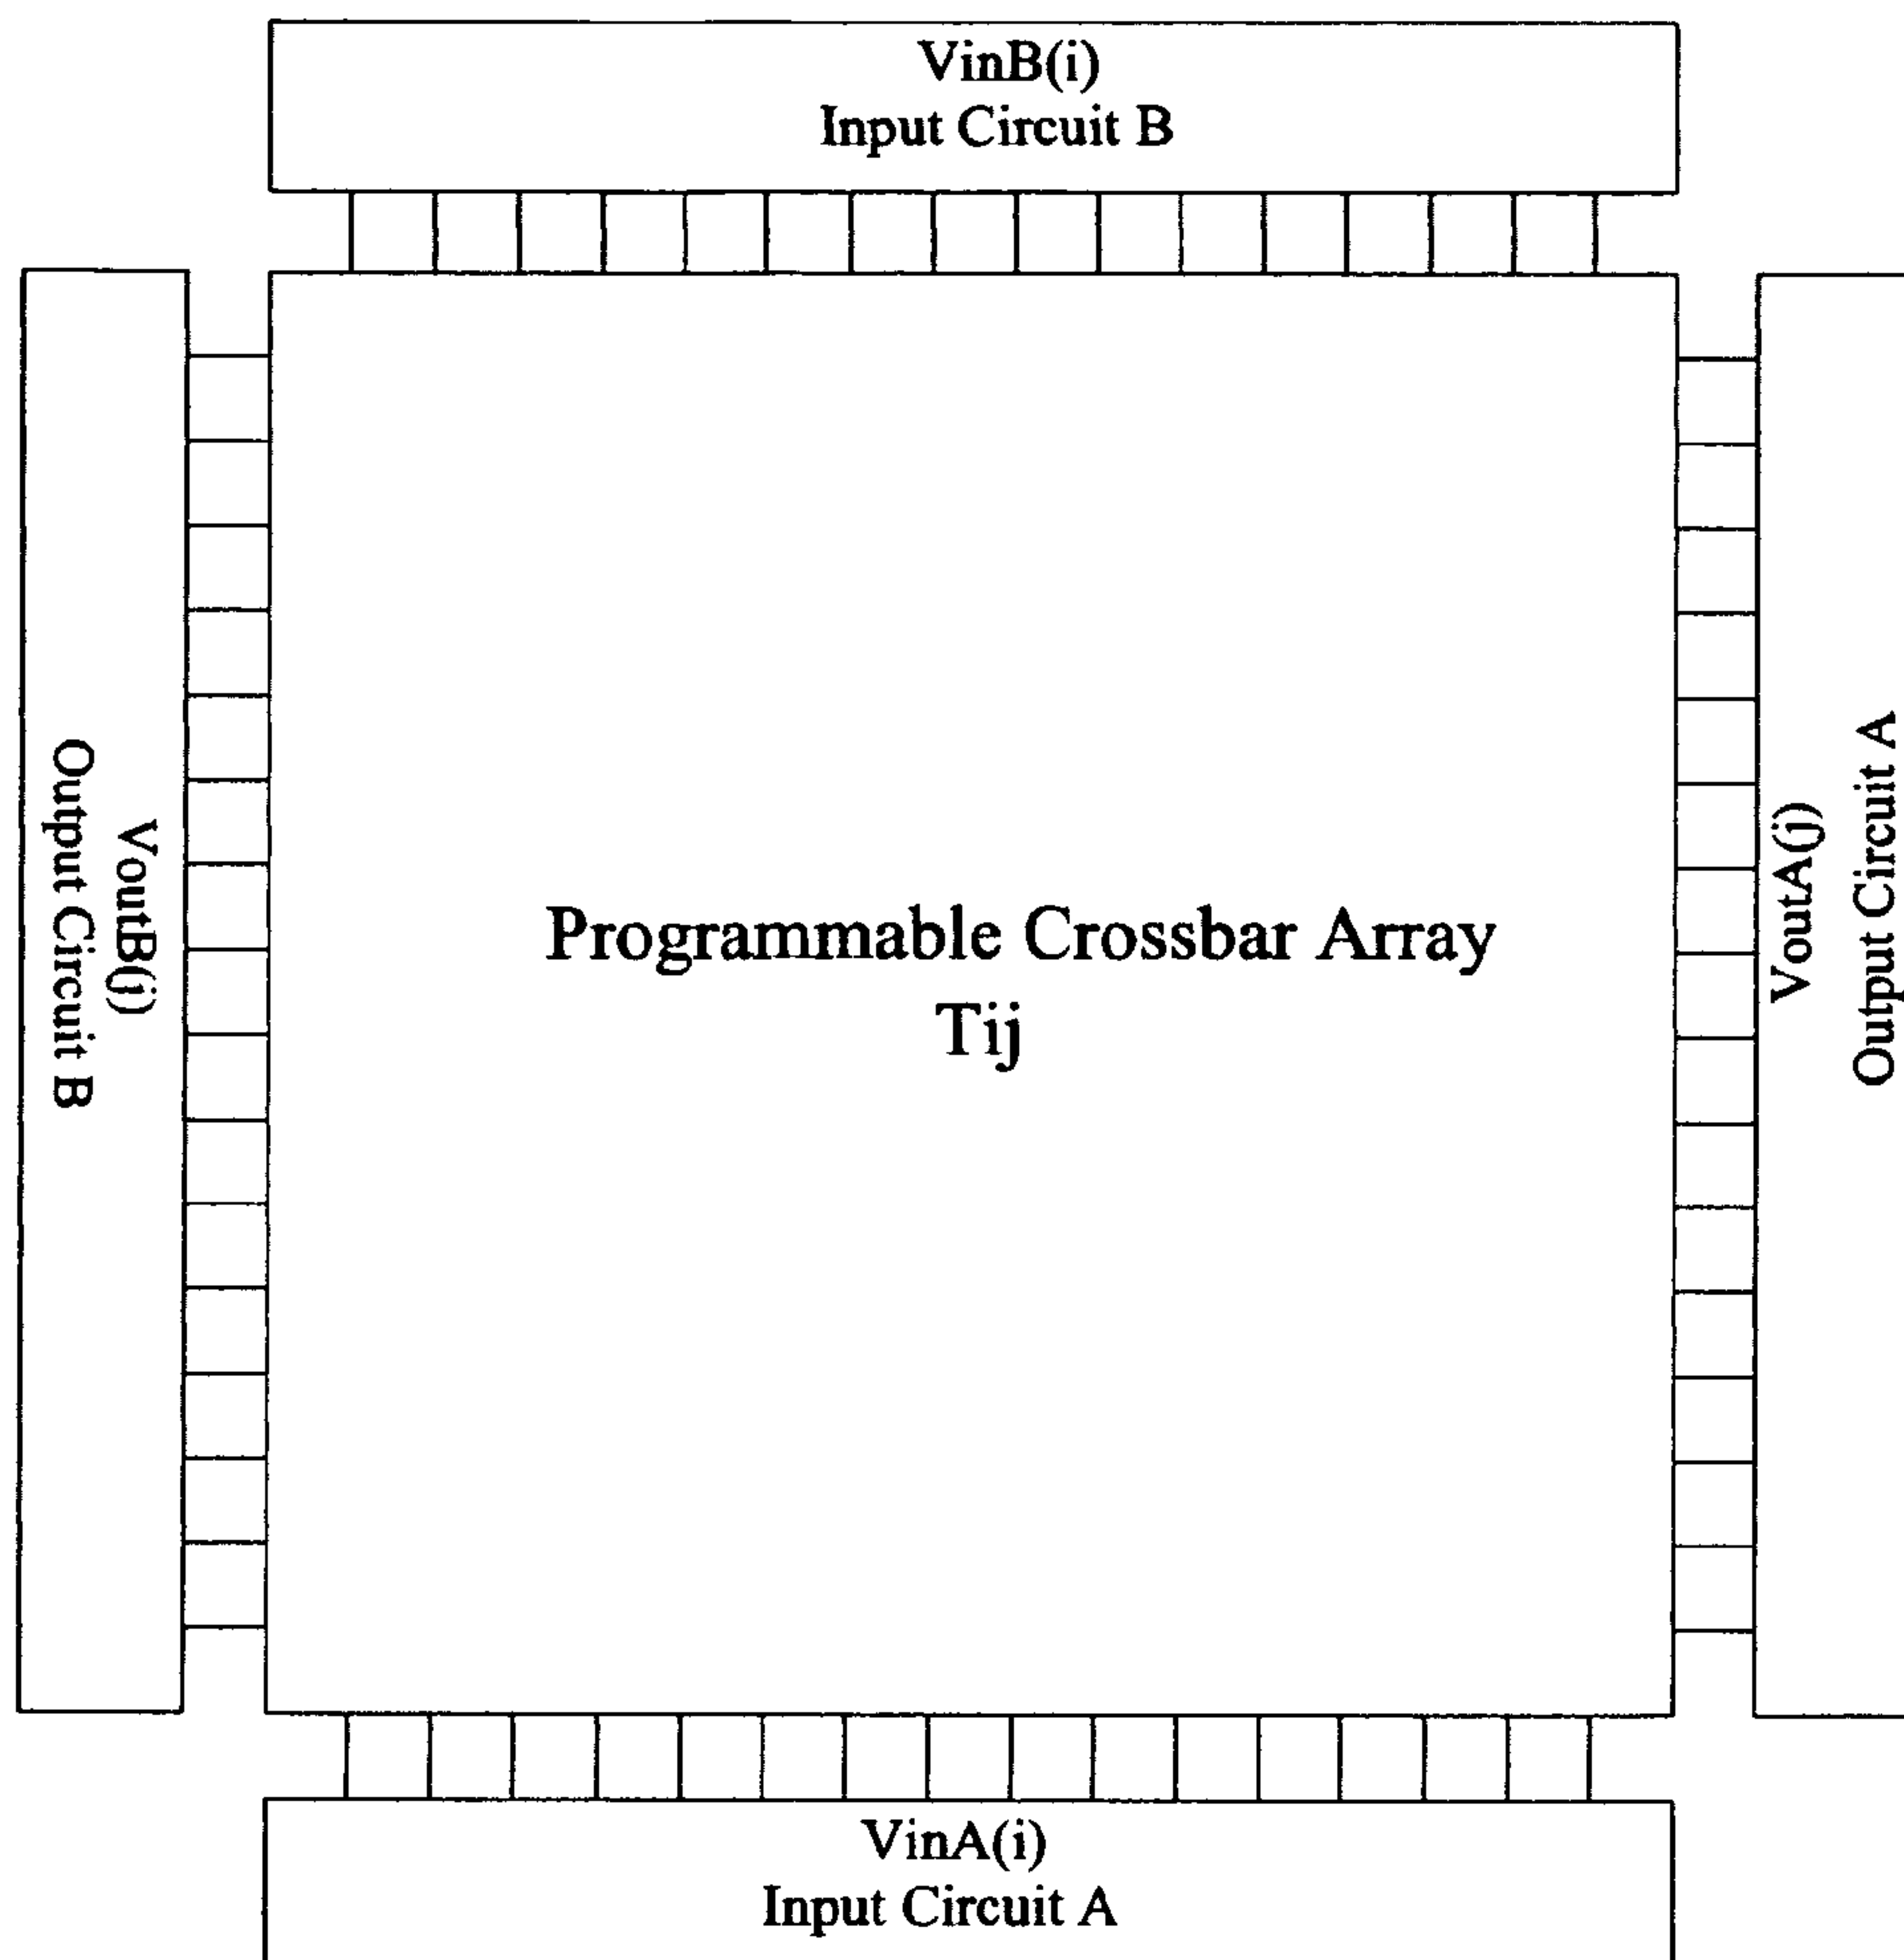 VinB(i)
Input Circuit B
VoutB(j)
Output Circuit B
Programmable Crossbar Array
Tij
VoutA(j)
Output Circuit A
VinA(i)
Input Circuit A